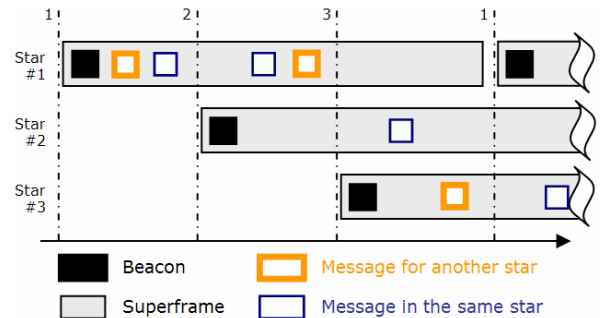 1 2 3 1
Star
#1
Star
#2
Star
#3
Beacon
Message for another star
Superframe
Message in the same star